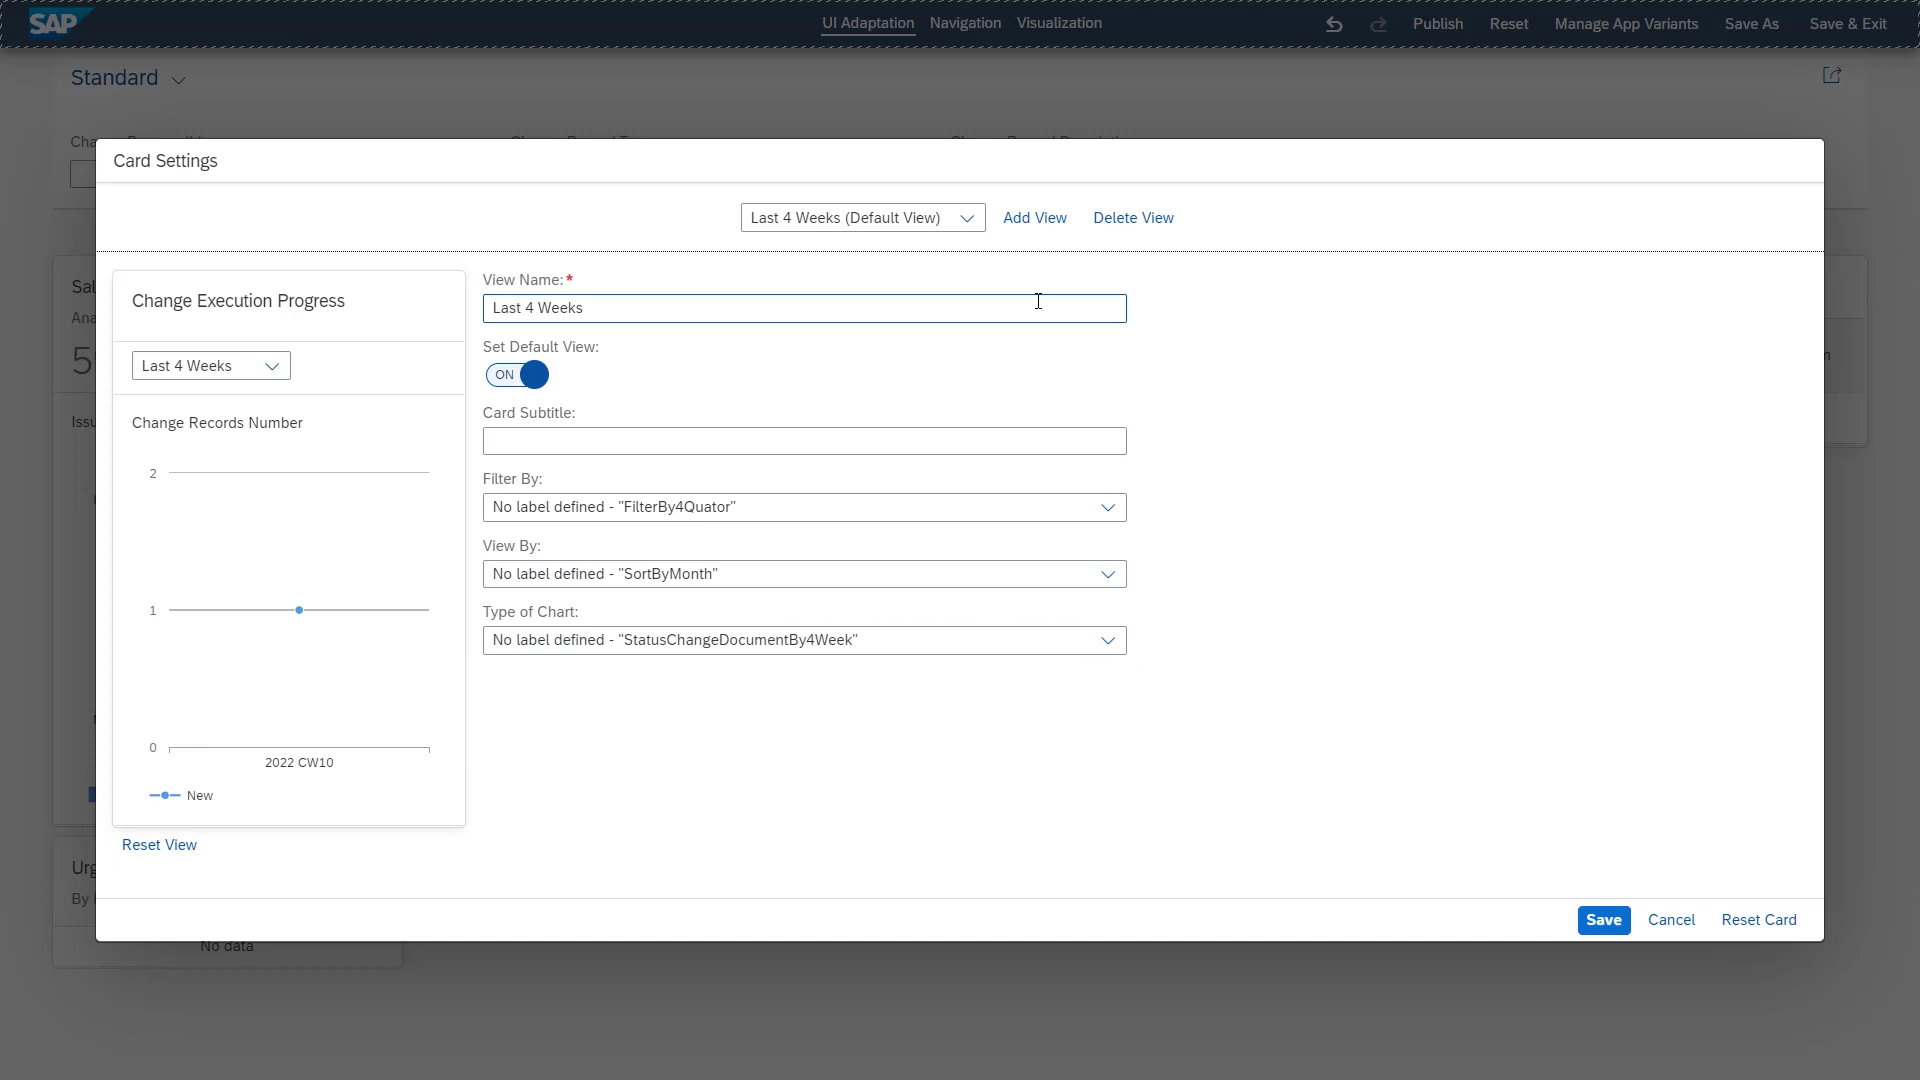 SAP
UI Adaptation Navigation Visualization
Publish Reset Manage App Variants Save As Save & Exit
Standard
Card Settings
Last 4 Weeks (Default View) Add View Delete View
Change Execution Progress
Last 4 Weeks
Change Records Number
2
1
0
2022 CW10
New
Reset View
View Name:*
Last 4 Weeks
Set Default View:
ON
Card Subtitle:
Filter By:
No label defined - "FilterBy4Quator"
View By:
No label defined - "SortByMonth"
Type of Chart:
No label defined - "StatusChangeDocumentBy4Week"
Save Cancel Reset Card
No data